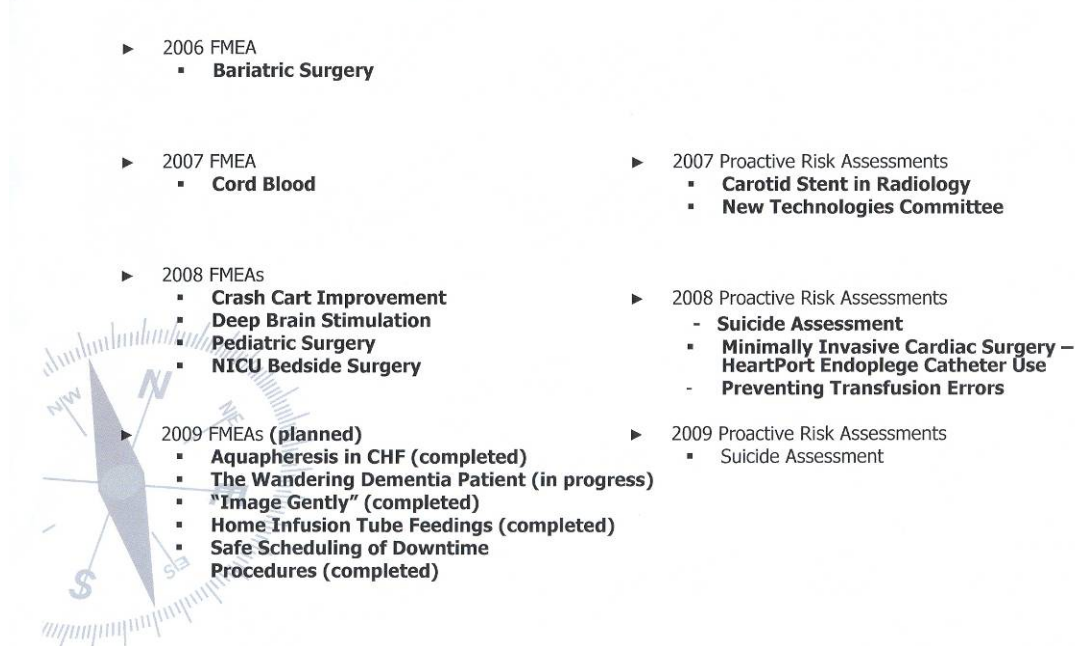 ► 2006 FMEA
▪ Bariatric Surgery
► 2007 FMEA
▪ Cord Blood
► 2007 Proactive Risk Assessments
▪ Carotid Stent in Radiology
▪ New Technologies Committee
► 2008 FMEAs
▪ Crash Cart Improvement
▪ Deep Brain Stimulation
▪ Pediatric Surgery
▪ NICU Bedside Surgery
► 2008 Proactive Risk Assessments
- Suicide Assessment
▪ Minimally Invasive Cardiac Surgery –
HeartPort Endoplege Catheter Use
- Preventing Transfusion Errors
► 2009 FMEAs (planned)
▪ Aquapheresis in CHF (completed)
▪ The Wandering Dementia Patient (in progress)
▪ “Image Gently” (completed)
▪ Home Infusion Tube Feedings (completed)
▪ Safe Scheduling of Downtime
Procedures (completed)
► 2009 Proactive Risk Assessments
▪ Suicide Assessment
N
NW
NE
S
SE